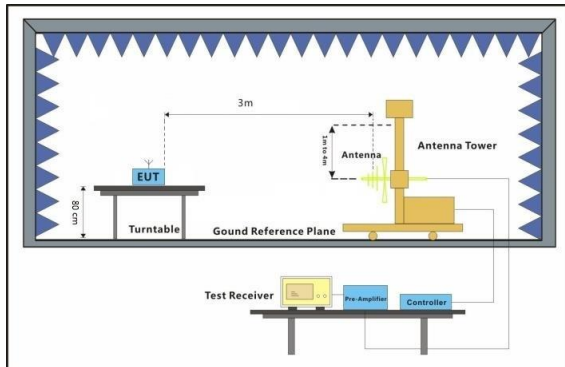 3m
1m to 4m
Antenna
Antenna Tower
EUT
80 cm
Turntable
Gound Reference Plane
Test Receiver
Pre-Amplifier
Controller